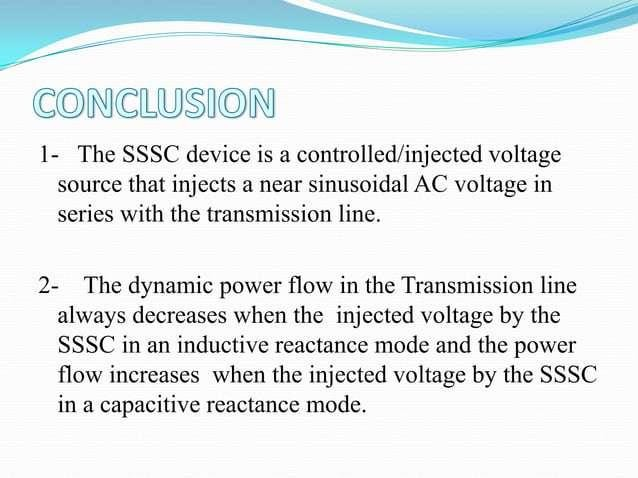 CONCLUSION
1- The SSSC device is a controlled/injected voltage
source that injects a near sinusoidal AC voltage in
series with the transmission line.
2- The dynamic power flow in the Transmission line
always decreases when the injected voltage by the
SSSC in an inductive reactance mode and the power
flow increases when the injected voltage by the SSSC
in a capacitive reactance mode.